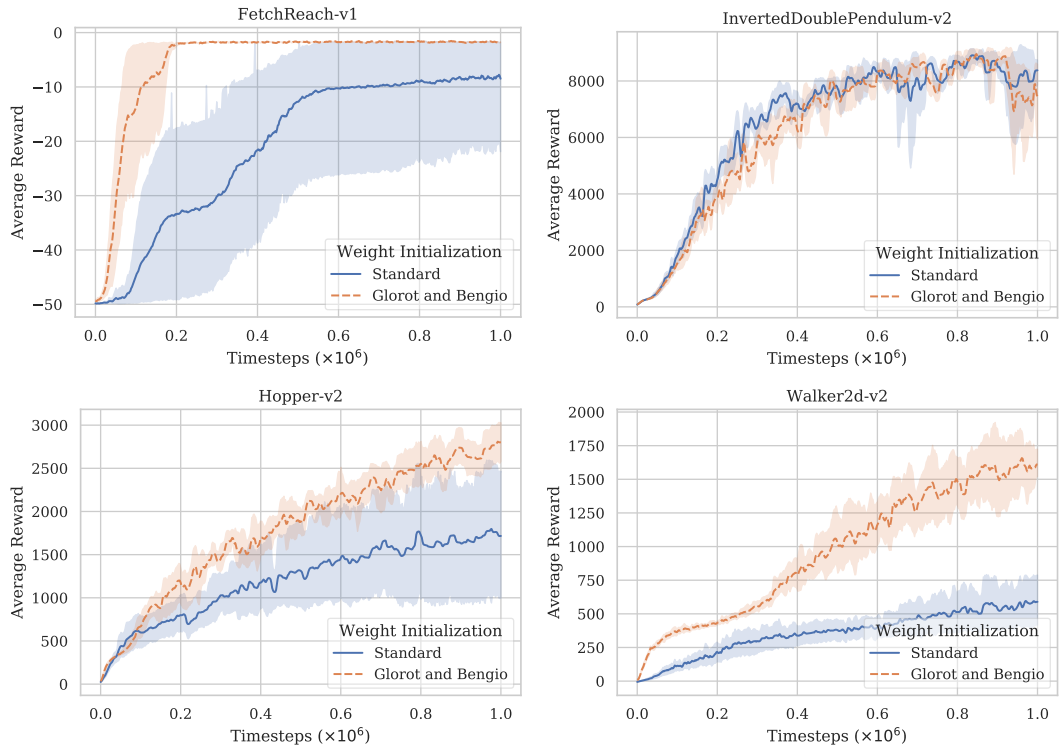 FetchReach-v1
0
−10
−20
−30
−40
−50
Average Reward
Weight Initialization
Standard
Glorot and Bengio
0.0 0.2 0.4 0.6 0.8 1.0
Timesteps (×10⁶)
InvertedDoublePendulum-v2
8000
6000
4000
2000
0
Average Reward
Weight Initialization
Standard
Glorot and Bengio
0.0 0.2 0.4 0.6 0.8 1.0
Timesteps (×10⁶)
Hopper-v2
3000
2500
2000
1500
1000
500
0
Average Reward
Weight Initialization
Standard
Glorot and Bengio
0.0 0.2 0.4 0.6 0.8 1.0
Timesteps (×10⁶)
Walker2d-v2
2000
1750
1500
1250
1000
750
500
250
0
Average Reward
Weight Initialization
Standard
Glorot and Bengio
0.0 0.2 0.4 0.6 0.8 1.0
Timesteps (×10⁶)